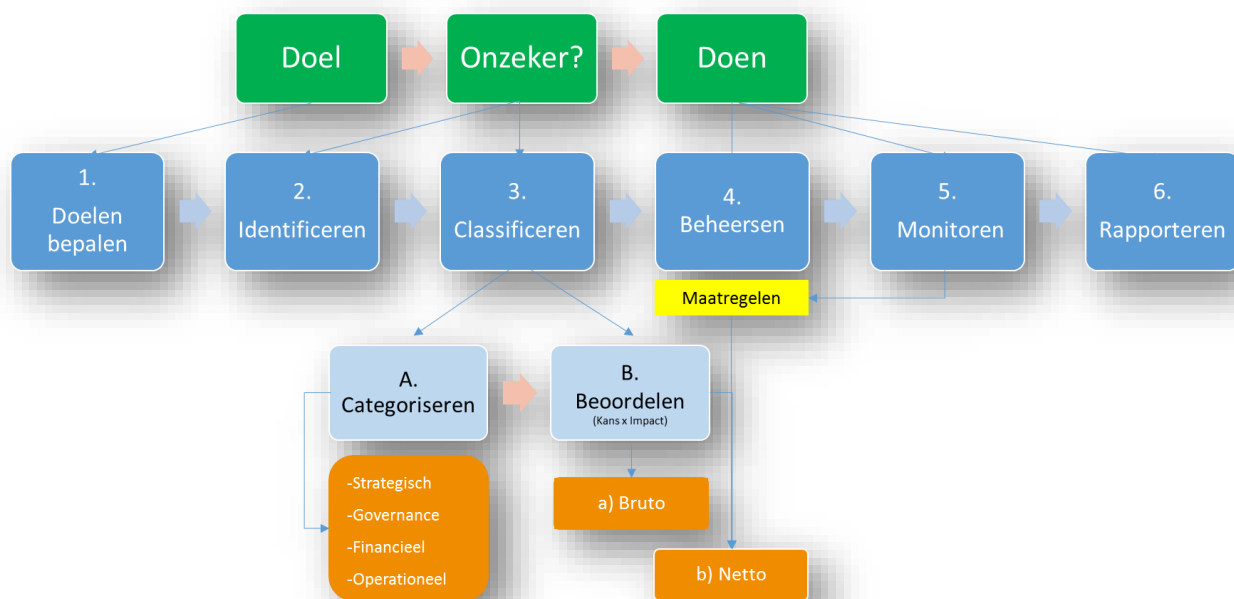 Doel
Onzeker?
Doen
1.
Doelen
bepalen
2.
Identificeren
3.
Classificeren
4.
Beheersen
5.
Monitoren
6.
Rapporteren
Maatregelen
A.
Categoriseren
B.
Beoordelen
(Kans x Impact)
-Strategisch
-Governance
-Financieel
-Operationeel
a) Bruto
b) Netto